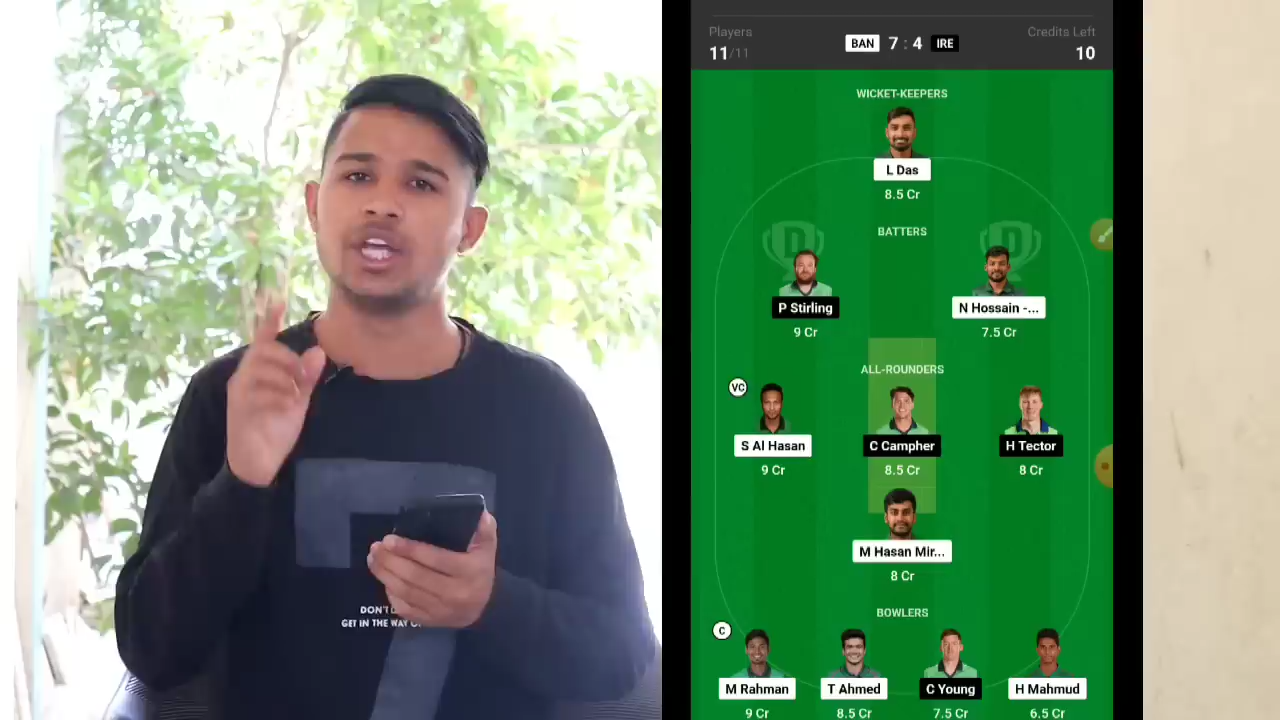 Players
11/11
BAN 7 : 4 IRE
Credits Left
10
WICKET-KEEPERS
L Das
8.5 Cr
BATTERS
P Stirling
9 Cr
N Hossain -...
7.5 Cr
ALL-ROUNDERS
VC
S Al Hasan
9 Cr
C Campher
8.5 Cr
H Tector
8 Cr
M Hasan Mir...
8 Cr
BOWLERS
C
M Rahman
9 Cr
T Ahmed
8.5 Cr
C Young
7.5 Cr
H Mahmud
6.5 Cr
DON'T
GET IN THE WAY